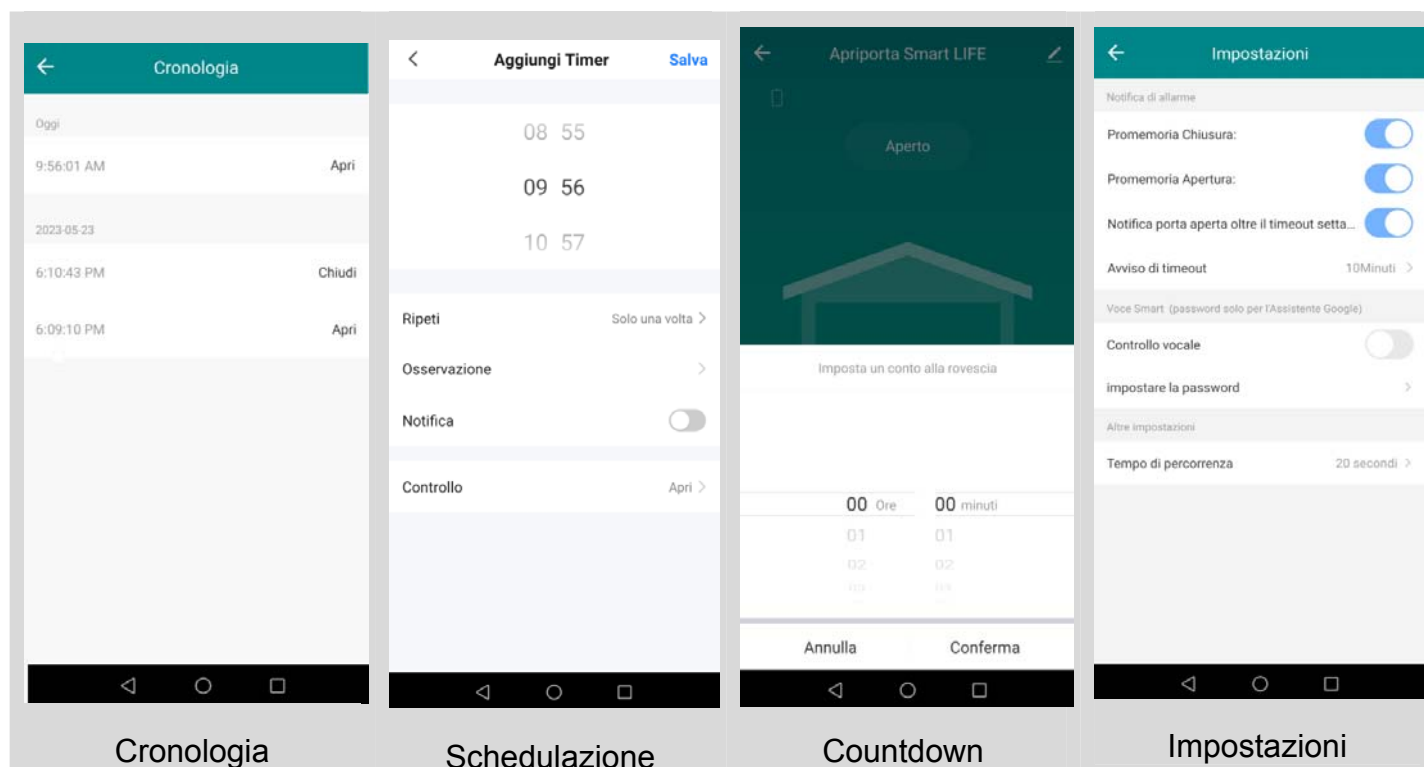 Cronologia
Oggi
9:56:01 AM Apri
2023-05-23
6:10:43 PM Chiudi
6:09:10 PM Apri
Cronologia
Aggiungi Timer Salva
08 55
09 56
10 57
Ripeti Solo una volta
Osservazione
Notifica
Controllo Apri
Schedulazione
Apriporta Smart LIFE
Aperto
Imposta un conto alla rovescia
00 Ore 00 minuti
01 01
02 02
03 03
Annulla Conferma
Countdown
Impostazioni
Notifica di allarme
Promemoria Chiusura:
Promemoria Apertura:
Notifica porta aperta oltre il timeout setta...
Avviso di timeout 10Minuti
Voce Smart (password solo per l'Assistente Google)
Controllo vocale
impostare la password
Altre impostazioni
Tempo di percorrenza 20 secondi
Impostazioni